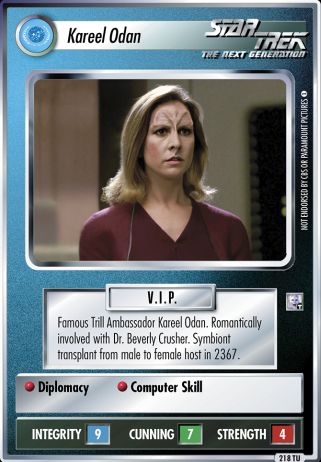 Kareel Odan
STAR TREK
THE NEXT GENERATION
NOT ENDORSED BY CBS OR PARAMOUNT PICTURES
V.I.P.
Famous Trill Ambassador Kareel Odan. Romantically
involved with Dr. Beverly Crusher. Symbiont
transplant from male to female host in 2367.
Diplomacy Computer Skill
INTEGRITY 9 CUNNING 7 STRENGTH 4
218 TU